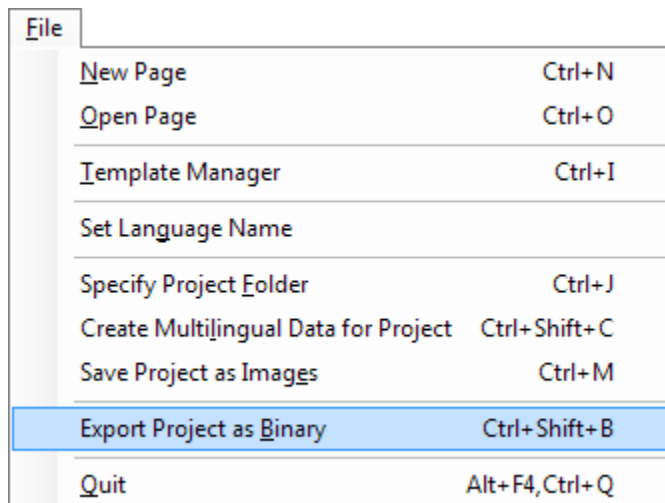 File
New Page Ctrl+N
Open Page Ctrl+O
Template Manager Ctrl+I
Set Language Name
Specify Project Folder Ctrl+J
Create Multilingual Data for Project Ctrl+Shift+C
Save Project as Images Ctrl+M
Export Project as Binary Ctrl+Shift+B
Quit Alt+F4,Ctrl+Q